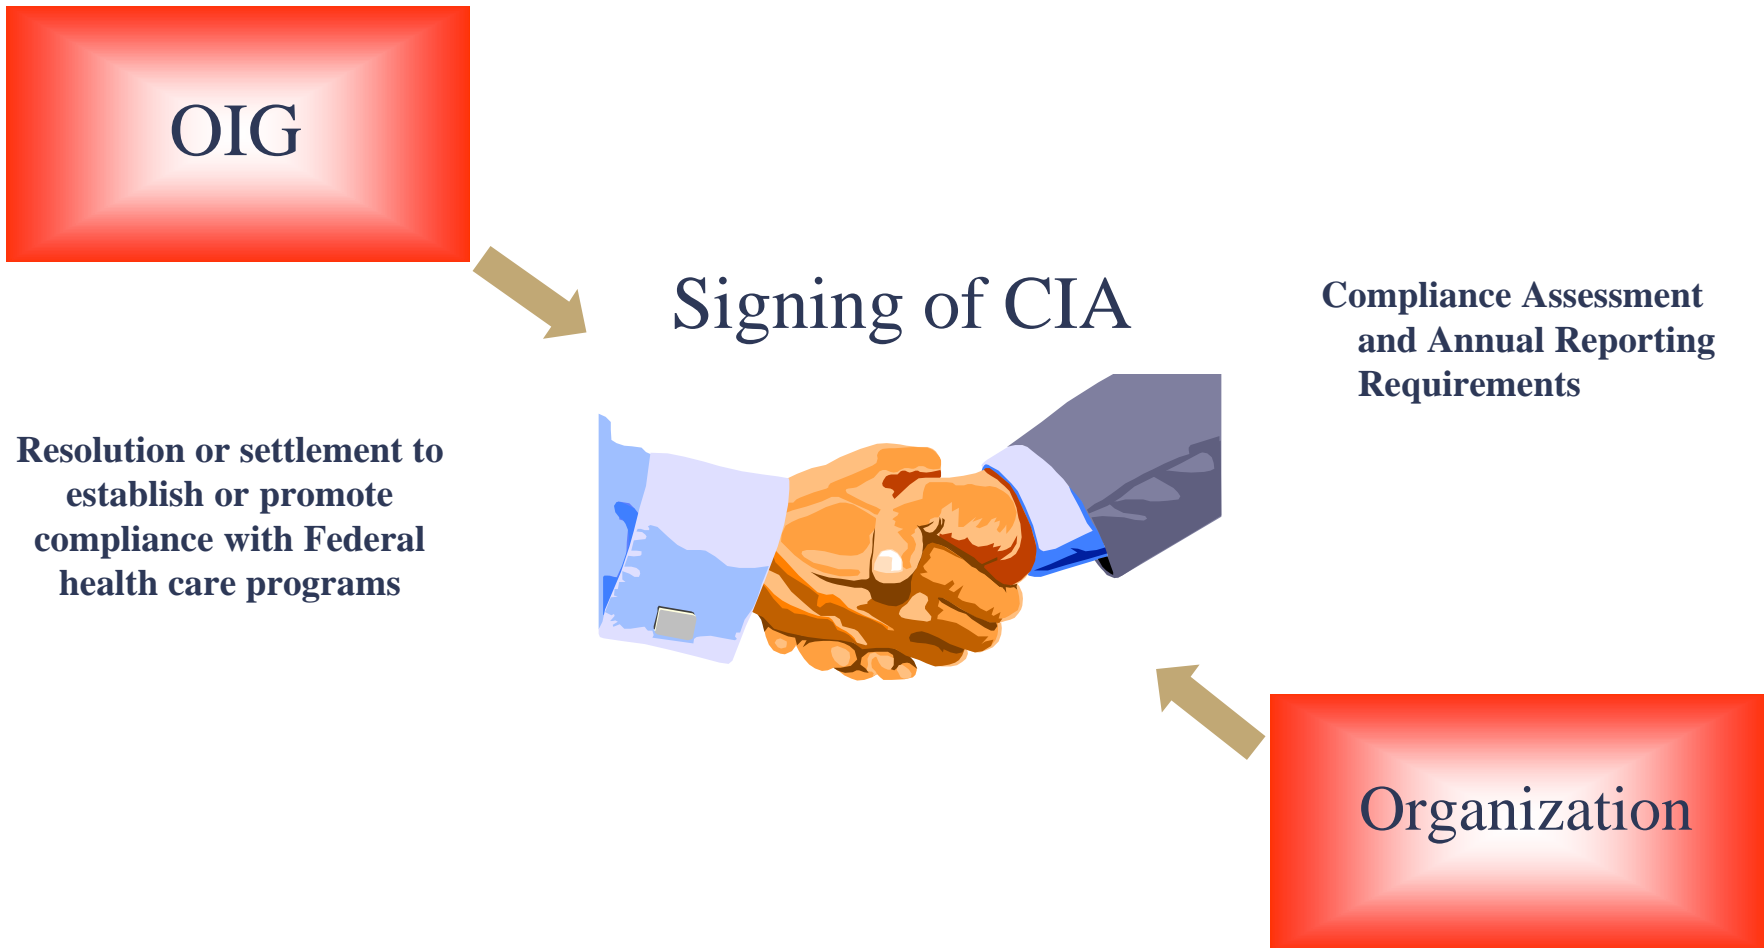 OIG
Signing of CIA
Compliance Assessment
and Annual Reporting
Requirements
Resolution or settlement to
establish or promote
compliance with Federal
health care programs
Organization